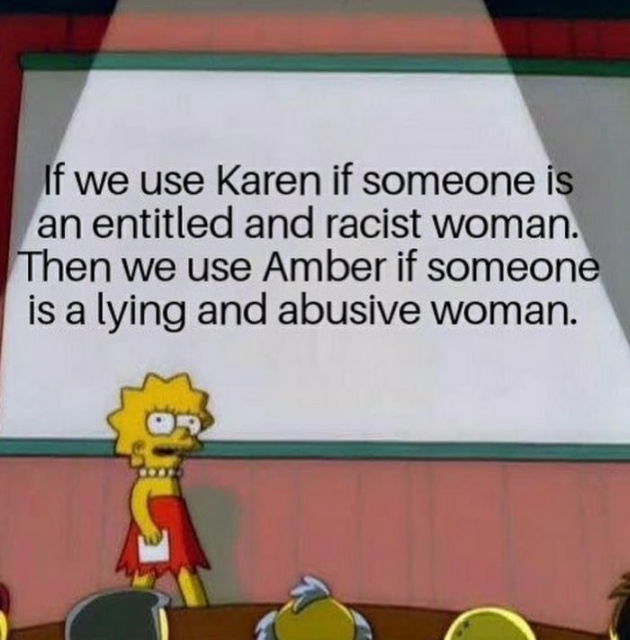 If we use Karen if someone is
an entitled and racist woman.
Then we use Amber if someone
is a lying and abusive woman.